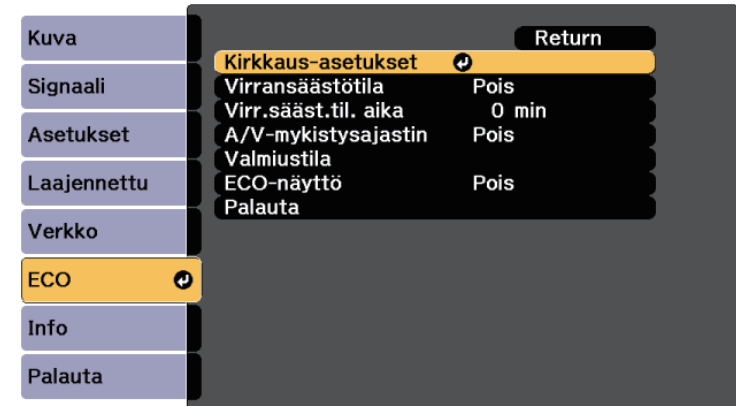 Kuva
Signaali
Asetukset
Laajennettu
Verkko
ECO
Info
Palauta
Return
Kirkkaus-asetukset
Virransäästötila Pois
Virr.sääst.til. aika 0 min
A/V-mykistysajastin Pois
Valmiustila
ECO-näyttö Pois
Palauta